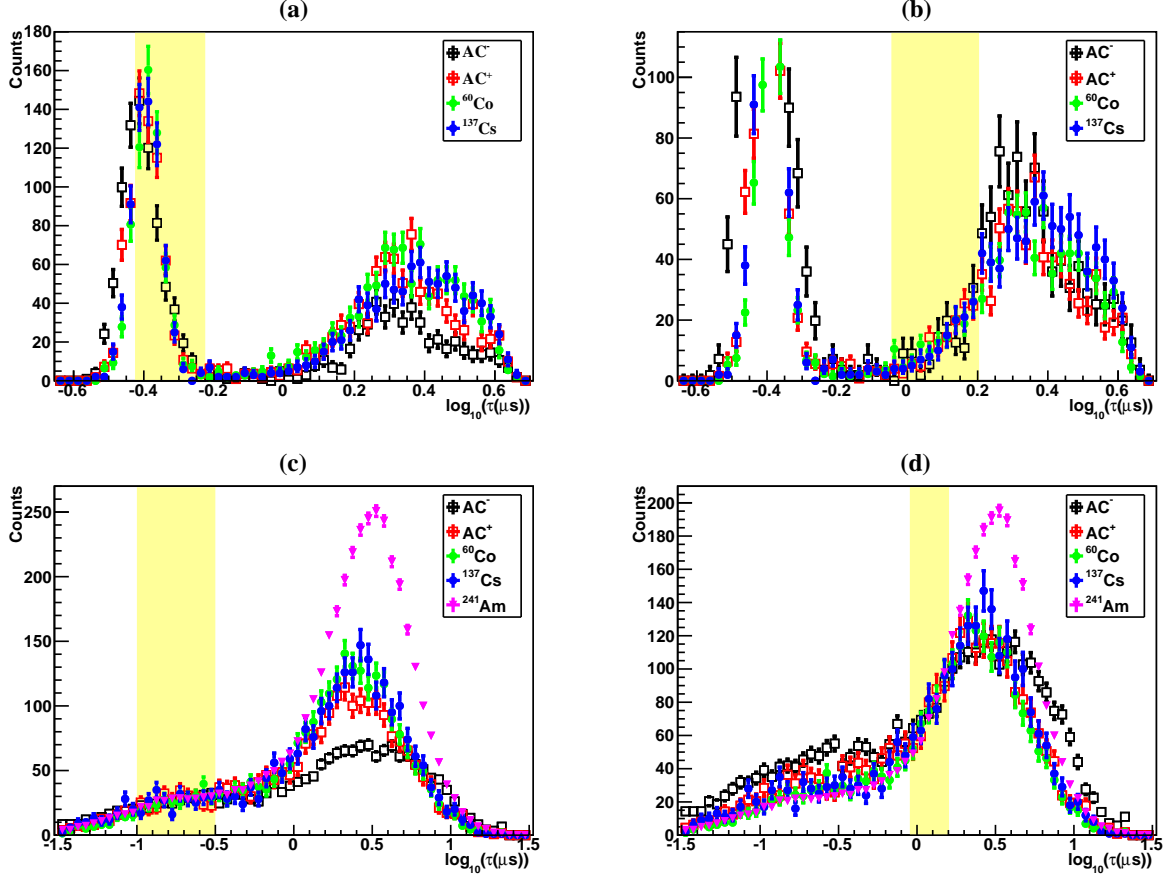 (a)
Counts
180
160
140
120
100
80
60
40
20
0
AC⁻
AC⁺
⁶⁰Co
¹³⁷Cs
-0.6 -0.4 -0.2 0 0.2 0.4 0.6
log₁₀(τ(μs))
(b)
Counts
100
80
60
40
20
0
AC⁻
AC⁺
⁶⁰Co
¹³⁷Cs
-0.6 -0.4 -0.2 0 0.2 0.4 0.6
log₁₀(τ(μs))
(c)
Counts
250
200
150
100
50
0
AC⁻
AC⁺
⁶⁰Co
¹³⁷Cs
²⁴¹Am
-1.5 -1 -0.5 0 0.5 1 1.5
log₁₀(τ(μs))
(d)
Counts
200
180
160
140
120
100
80
60
40
20
0
AC⁻
AC⁺
⁶⁰Co
¹³⁷Cs
²⁴¹Am
-1.5 -1 -0.5 0 0.5 1 1.5
log₁₀(τ(μs))